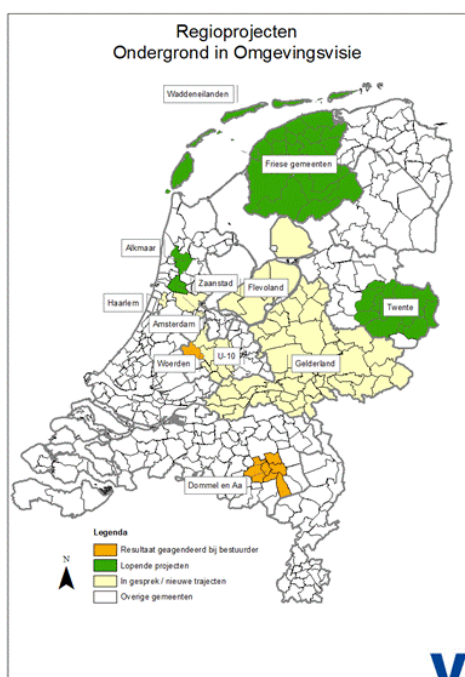 Regioprojecten
Ondergrond in Omgevingsvisie
Waddeneilanden
Friese gemeenten
Alkmaar
Zaanstad
Flevoland
Haarlem
Twente
Amsterdam
U-10
Woerden
Gelderland
Dommel en Aa
Legenda
Resultaat geagendeerd bij bestuurder
Lopende projecten
In gesprek / nieuwe trajecten
Overige gemeenten
N